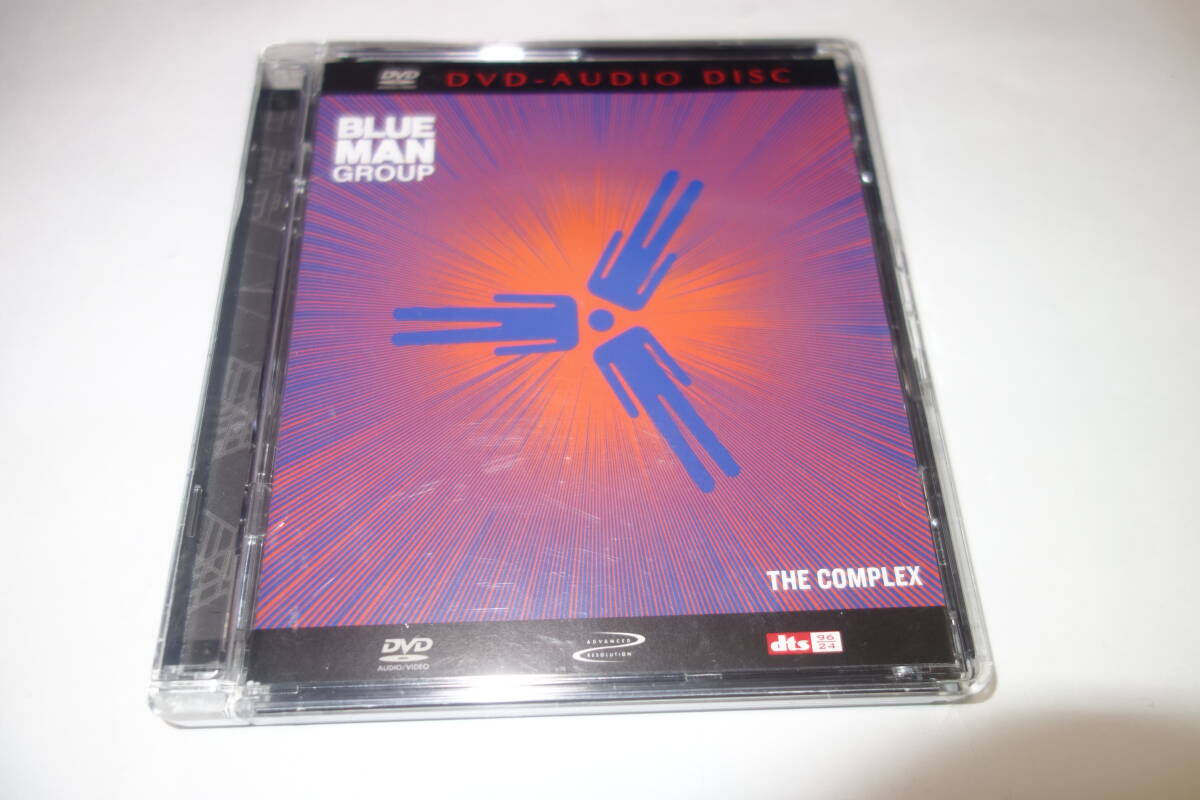 DVD
DVD-AUDIO DISC
BLUE
MAN
GROUP
THE COMPLEX
DVD
AUDIO/VIDEO
ADVANCED
RESOLUTION
dts 96
24